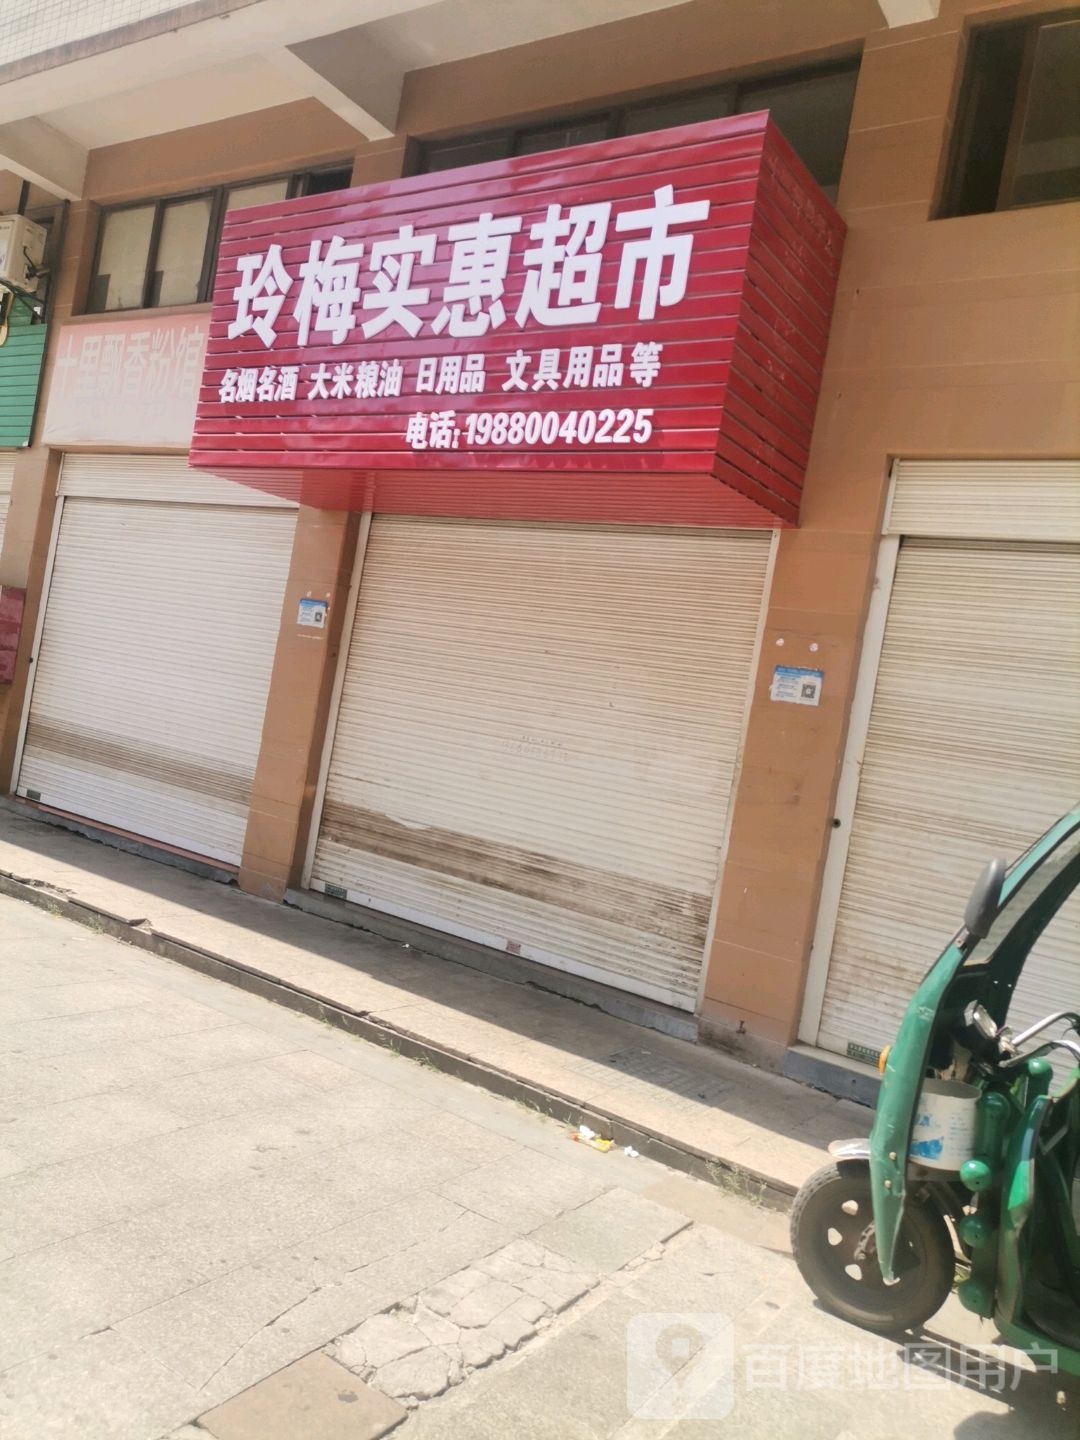 玲梅实惠超市
名烟名酒 大米粮油 日用品 文具用品等
电话:19880040225
十里飘香粉馆
百度地图用户